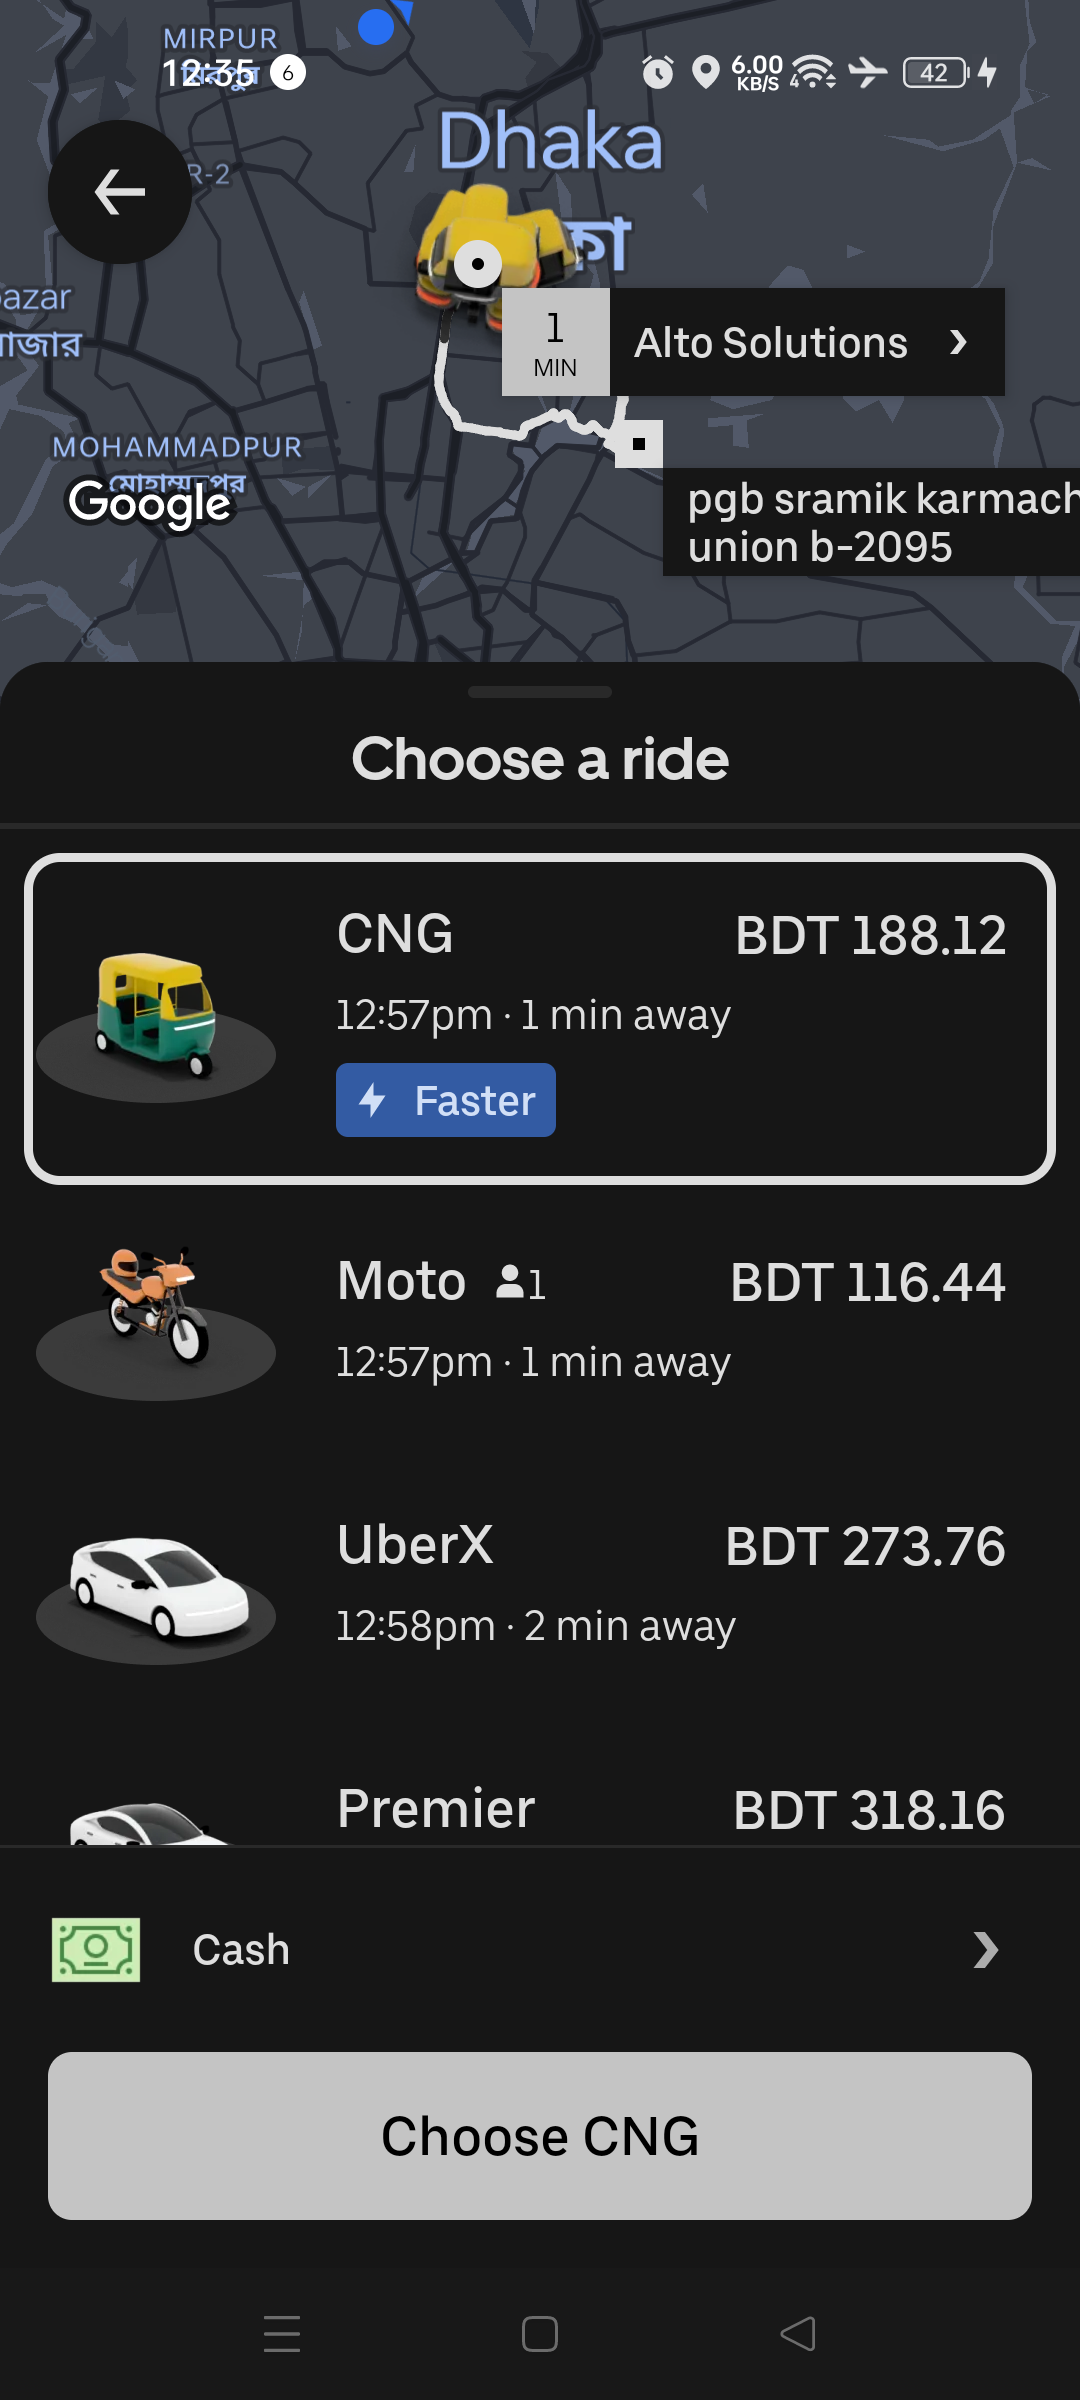 MIRPUR
12:35 6
6.00
KB/S
4
42
Dhaka
R-2
azar
াজার
1
MIN
Alto Solutions
MOHAMMADPUR
মোহাম্মদপুর
Google
pgb sramik karmach
union b-2095
Choose a ride
CNG
BDT 188.12
12:57pm · 1 min away
Faster
Moto 1
BDT 116.44
12:57pm · 1 min away
UberX
BDT 273.76
12:58pm · 2 min away
Premier
BDT 318.16
Cash
Choose CNG